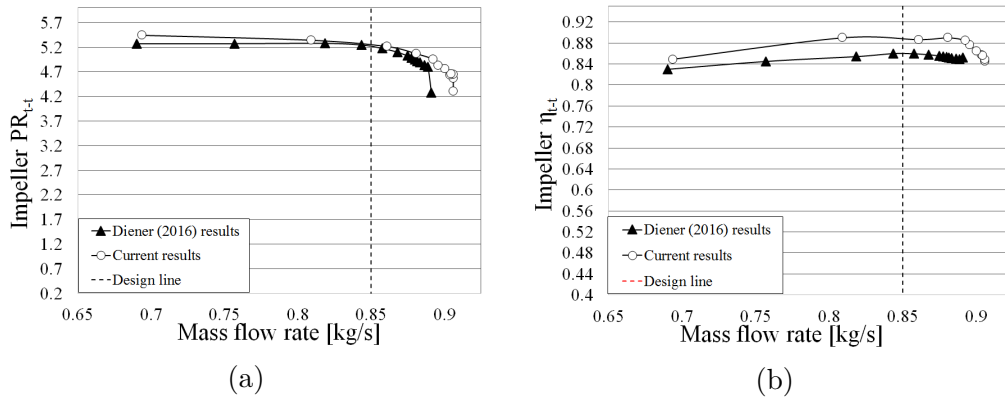 5.7
5.2
4.7
4.2
3.7
3.2
2.7
2.2
1.7
1.2
0.7
0.2
Impeller PRt-t
Diener (2016) results
Current results
Design line
0.65 0.7 0.75 0.8 0.85 0.9
Mass flow rate [kg/s]
(a)
0.92
0.88
0.84
0.8
0.76
0.72
0.68
0.64
0.6
0.56
0.52
0.48
0.44
0.4
Impeller ηt-t
Diener (2016) results
Current results
Design line
0.65 0.7 0.75 0.8 0.85 0.9
Mass flow rate [kg/s]
(b)